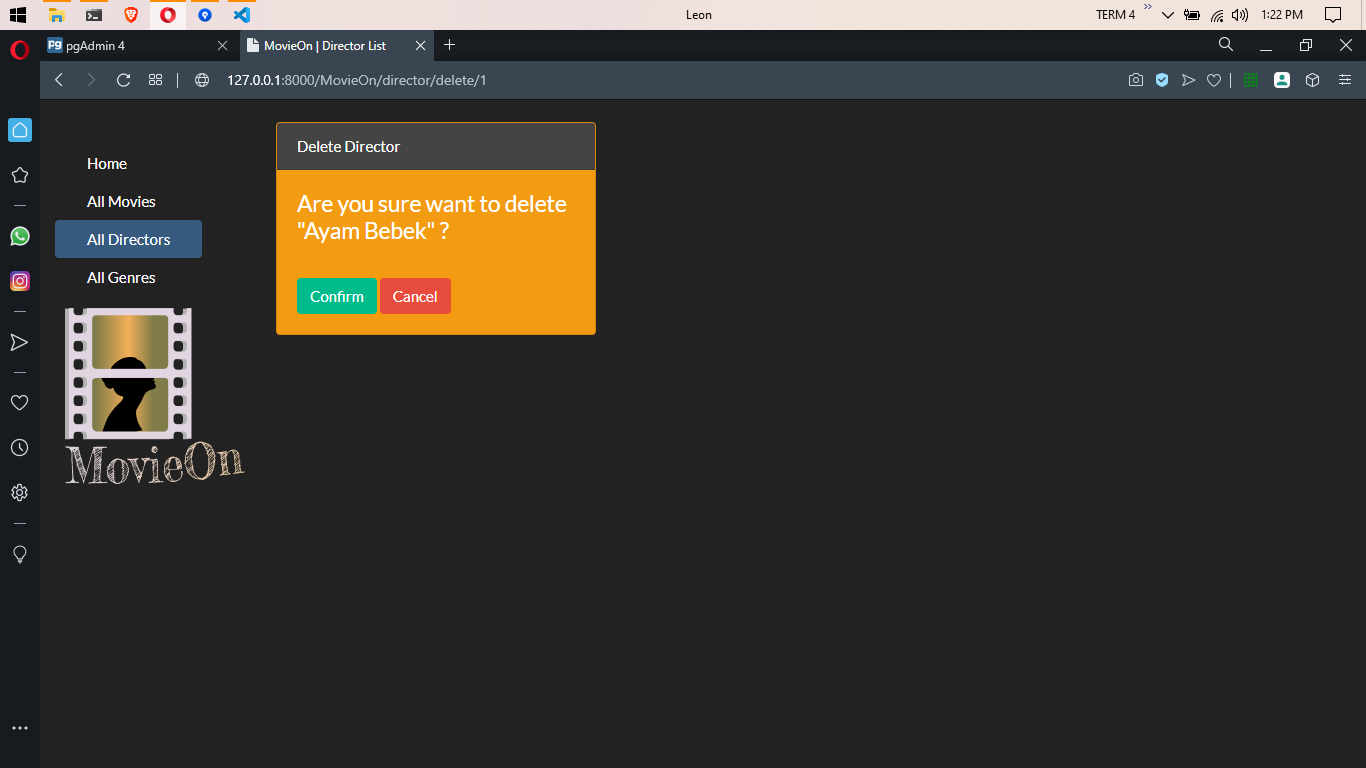 Leon
TERM 4
1:22 PM
pgAdmin 4
MovieOn | Director List
127.0.0.1:8000/MovieOn/director/delete/1
Home
All Movies
All Directors
All Genres
MovieOn
Delete Director
Are you sure want to delete
"Ayam Bebek" ?
Confirm Cancel